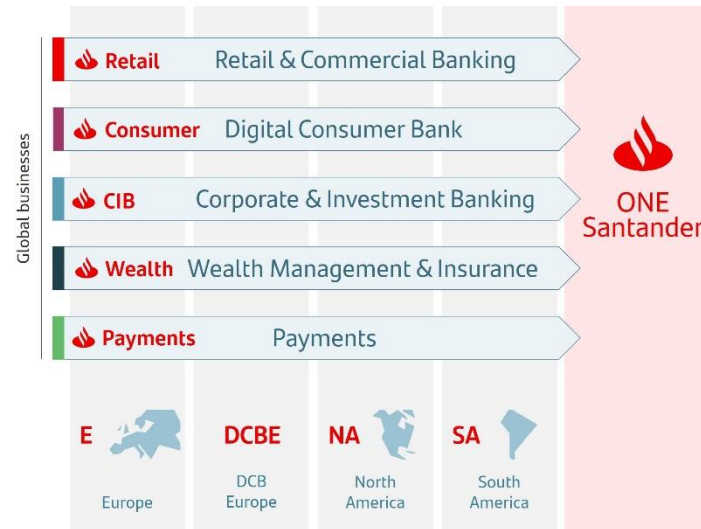 Global businesses
Retail Retail & Commercial Banking
Consumer Digital Consumer Bank
CIB Corporate & Investment Banking
Wealth Wealth Management & Insurance
Payments Payments
ONE
Santander
E DCBE NA SA
Europe
DCB
Europe
North
America
South
America